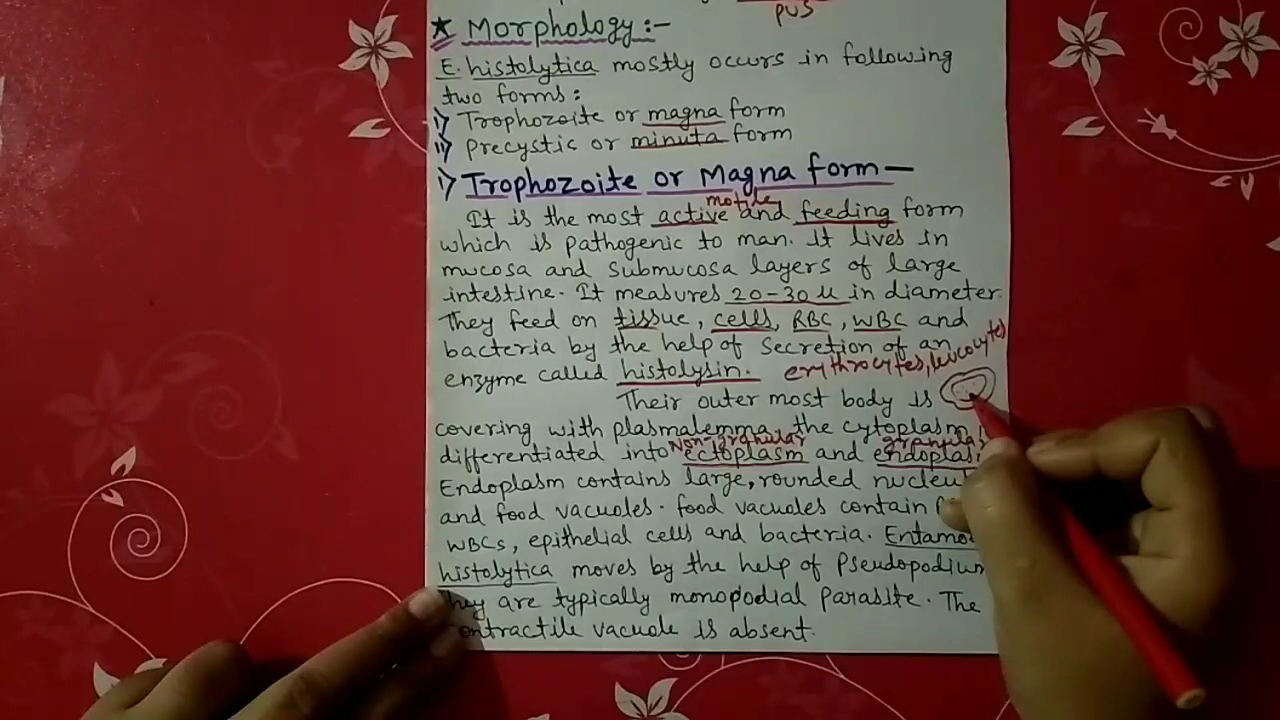 pus
★ Morphology :-
E. histolytica mostly occurs in following
two forms:
i) Trophozoite or magna form
ii) Precystic or minuta form
i) Trophozoite or Magna form —
motile
It is the most active and feeding form
which is pathogenic to man. It lives in
mucosa and submucosa layers of large
intestine. It measures 20-30 µ in diameter.
They feed on tissue, cells, RBC, WBC and
bacteria by the help of secretion of an
erythrocytes, leucocytes
enzyme called histolysin.
Their outer most body is
covering with plasmalemma, the cytoplasm
Non-granular granular
differentiated into ectoplasm and endoplas
Endoplasm contains large, rounded nucleu
and food vacuoles. food vacuoles contain
WBCs, epithelial cells and bacteria. Entamo
histolytica moves by the help of Pseudopodium
They are typically monopodial parasite. The
contractile vacuole is absent.